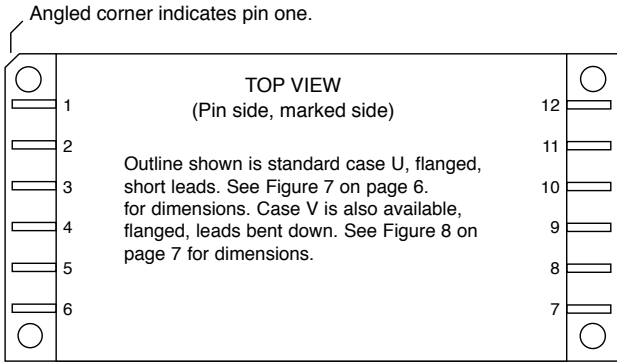 Angled corner indicates pin one.
TOP VIEW
(Pin side, marked side)
1
12
2
11
Outline shown is standard case U, flanged,
short leads. See Figure 7 on page 6.
for dimensions. Case V is also available,
flanged, leads bent down. See Figure 8 on
page 7 for dimensions.
3
10
4
9
5
8
6
7